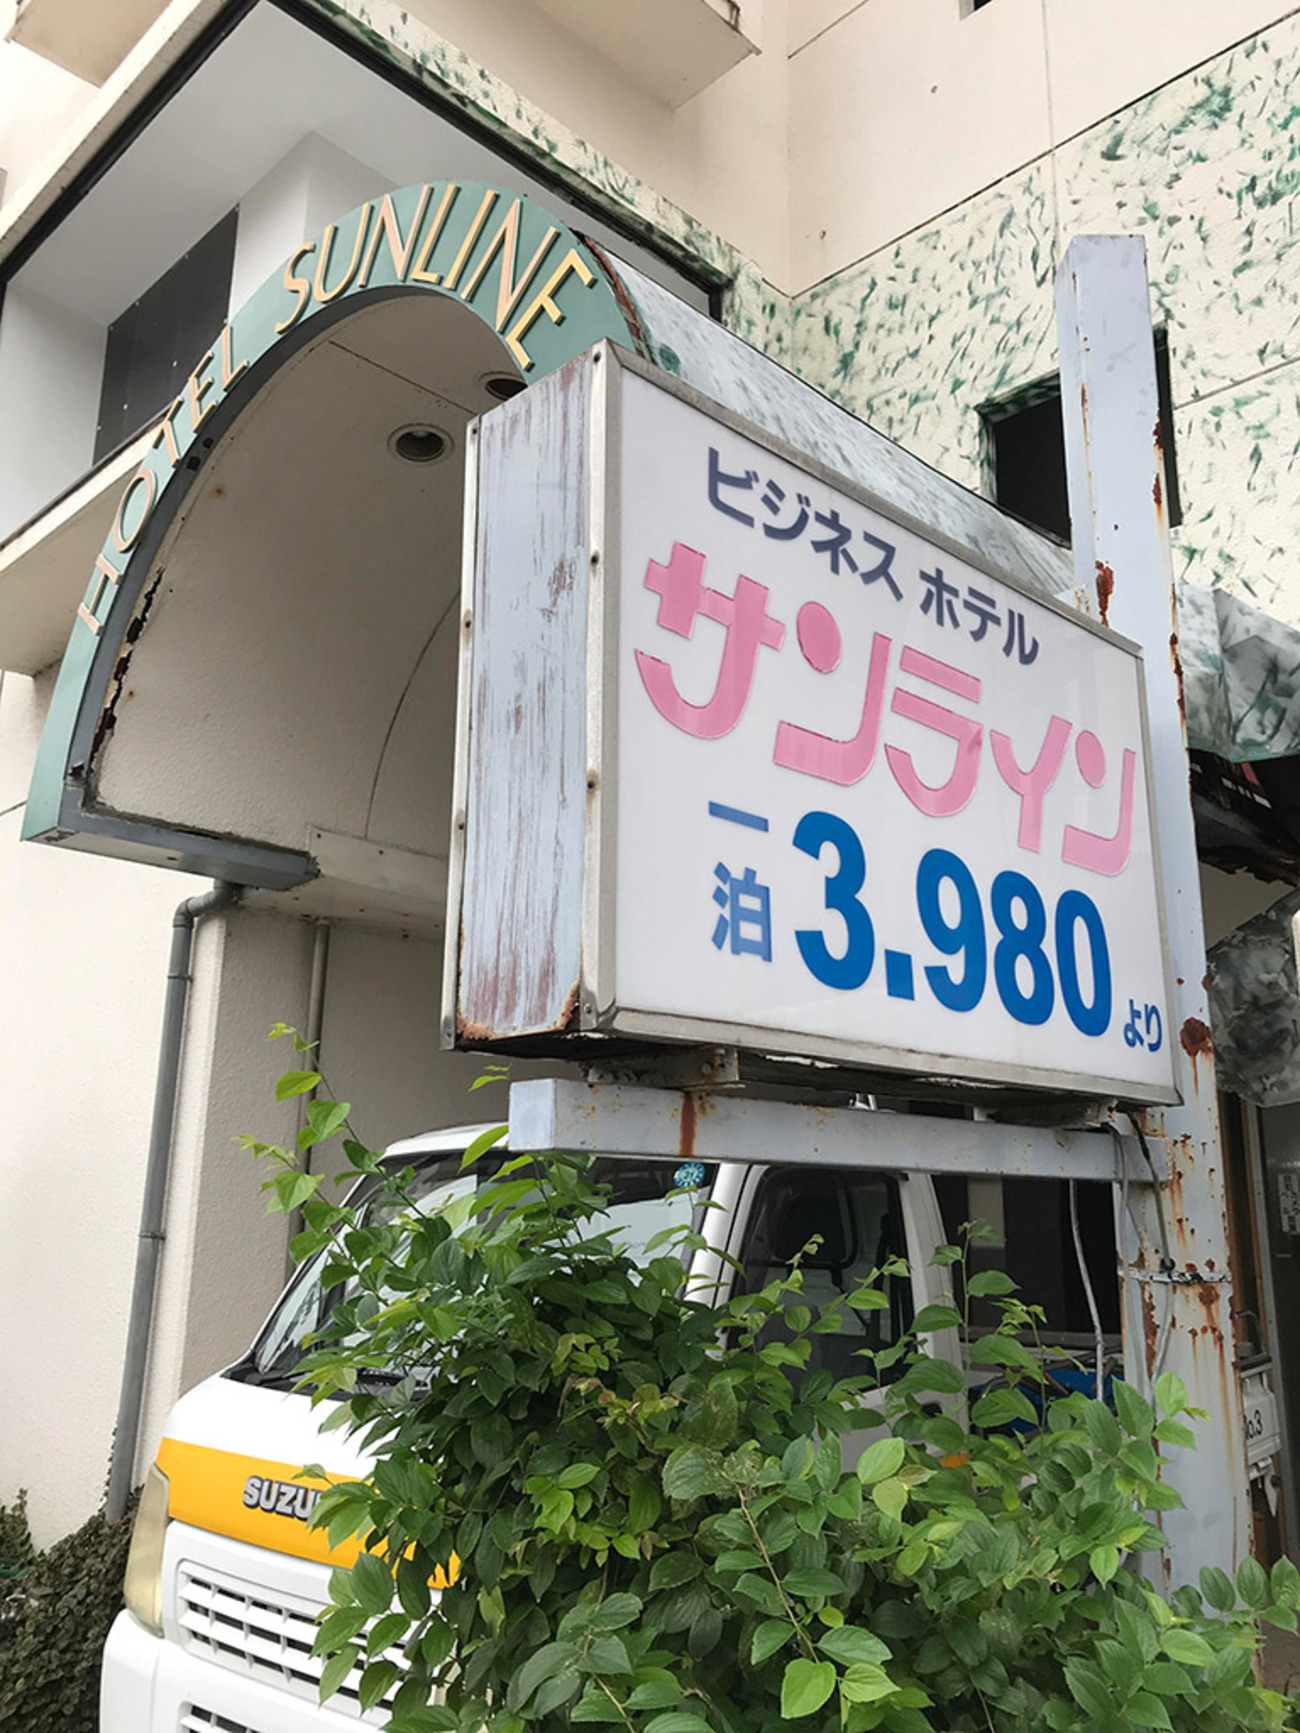 HOTEL SUNLINE
ビジネス ホテル
サンライン
一泊 3.980 より
SUZU
o.3